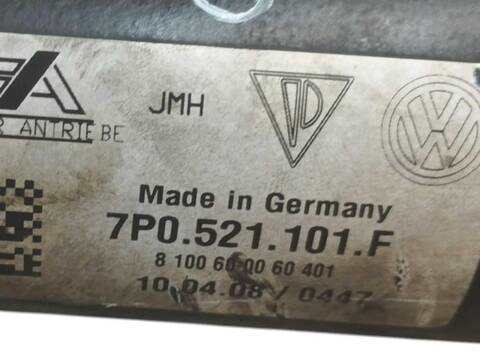 JMH
ANTRIEBE
Made in Germany
7P0.521.101.F
8 100 60 00 60 401
10.04.08 / 0447